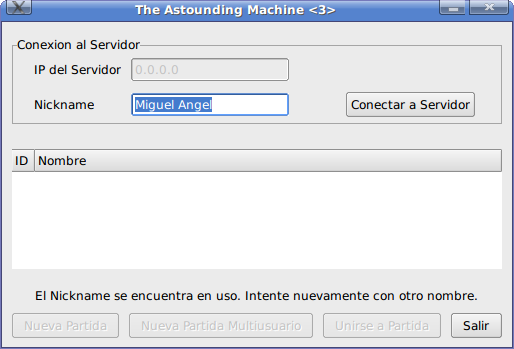 The Astounding Machine <3>
Conexion al Servidor
IP del Servidor 0.0.0.0
Nickname Miguel Angel Conectar a Servidor
ID Nombre
El Nickname se encuentra en uso. Intente nuevamente con otro nombre.
Nueva Partida Nueva Partida Multiusuario Unirse a Partida Salir